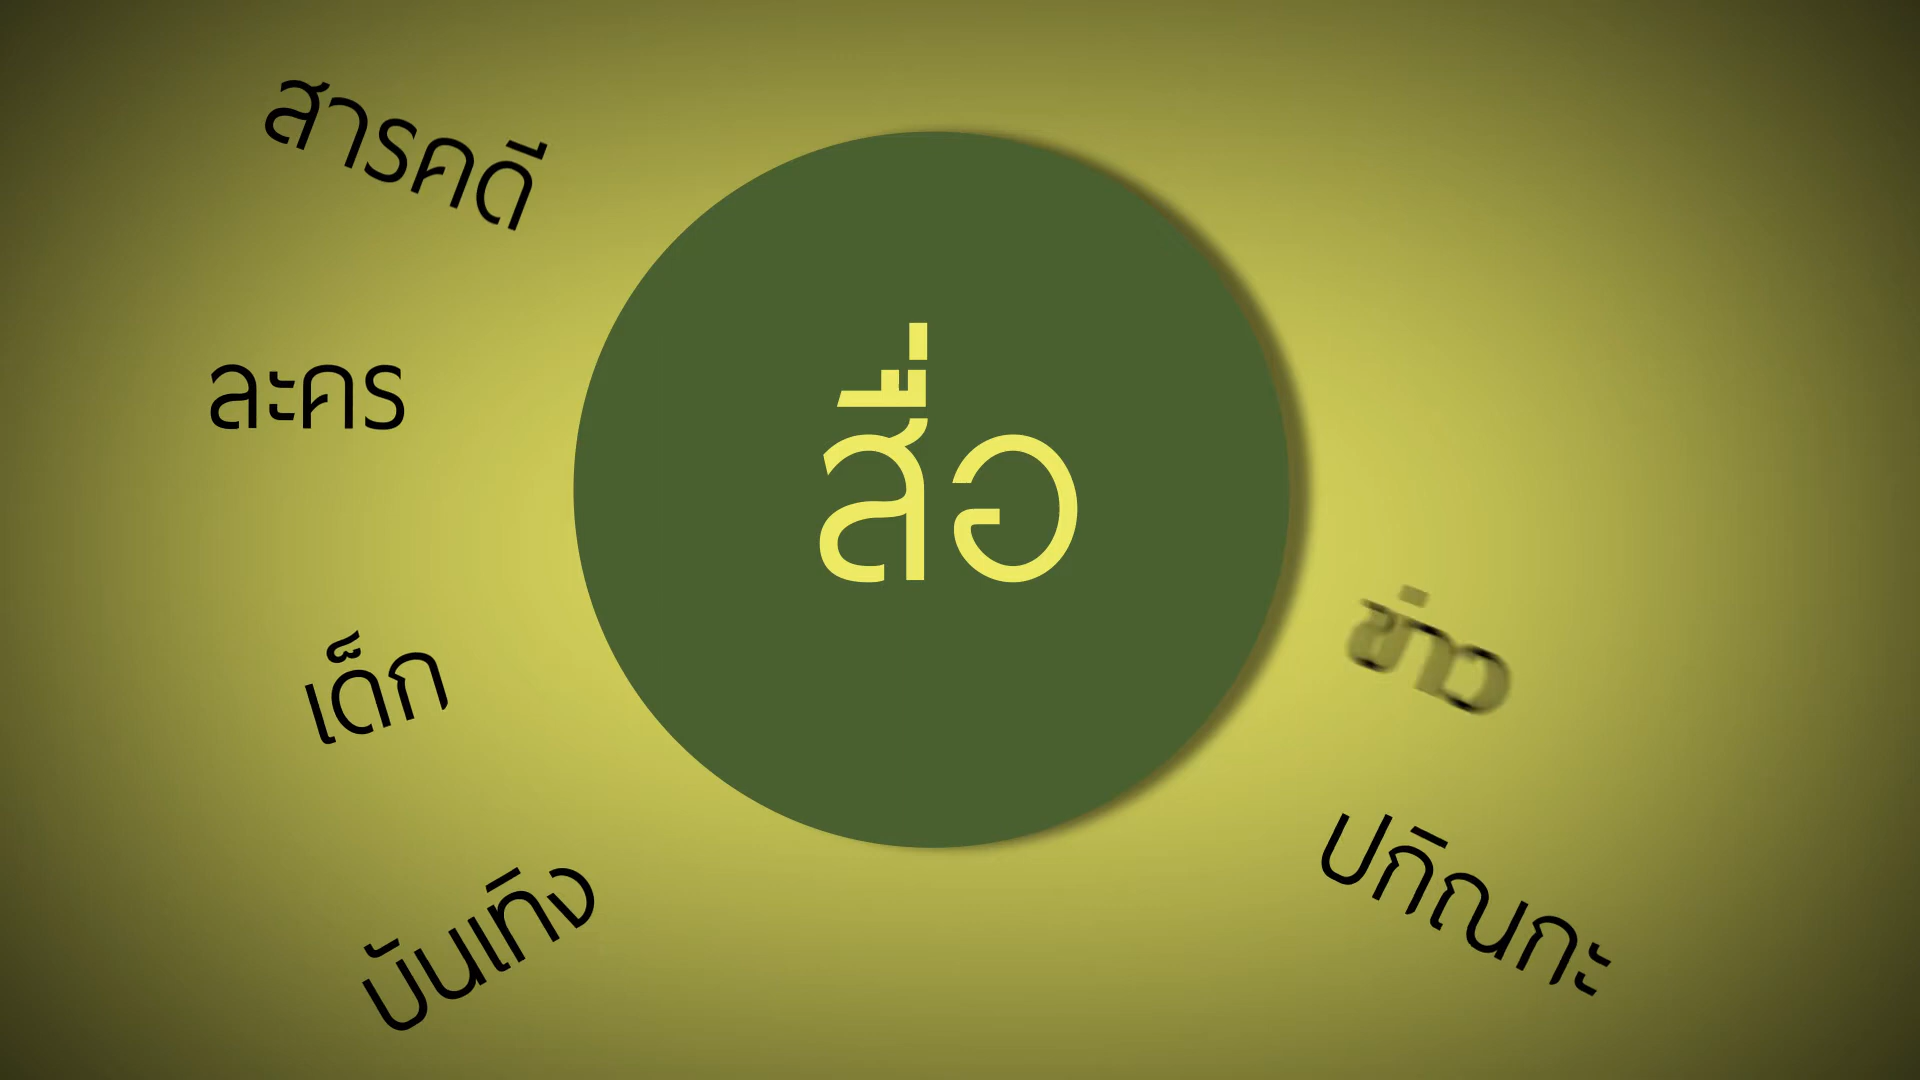 สารคดี
ละคร
สื่อ
เด็ก
ข่าว
บันเทิง
ปกิณกะ